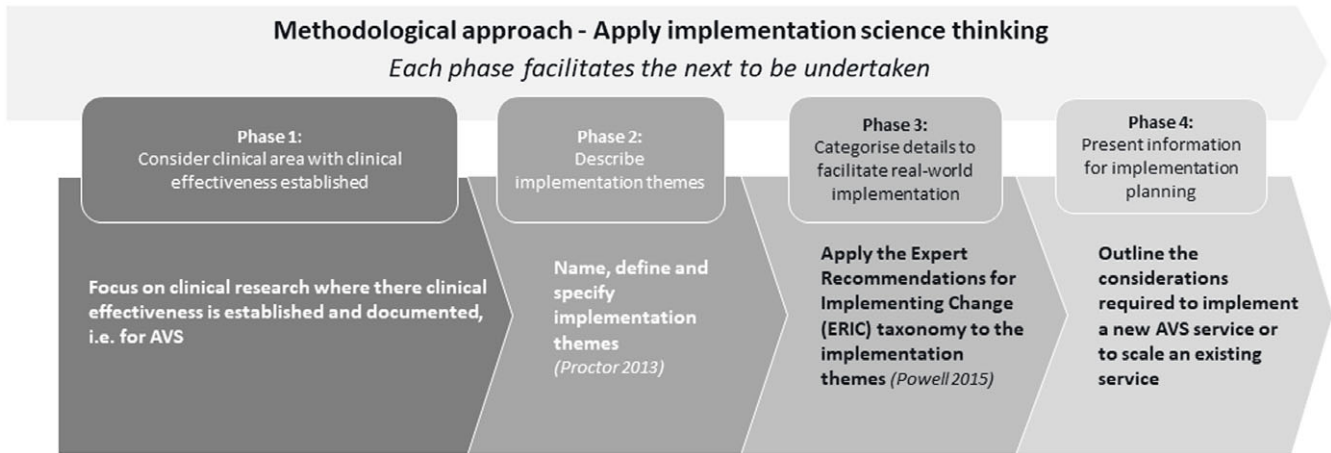 Methodological approach - Apply implementation science thinking
Each phase facilitates the next to be undertaken
Phase 1:
Consider clinical area with clinical
effectiveness established
Focus on clinical research where there clinical
effectiveness is established and documented,
i.e. for AVS
Phase 2:
Describe
implementation themes
Name, define and
specify
implementation
themes
(Proctor 2013)
Phase 3:
Categorise details to
facilitate real-world
implementation
Apply the Expert
Recommendations for
Implementing Change
(ERIC) taxonomy to the
implementation
themes (Powell 2015)
Phase 4:
Present information
for implementation
planning
Outline the
considerations
required to implement
a new AVS service or
to scale an existing
service